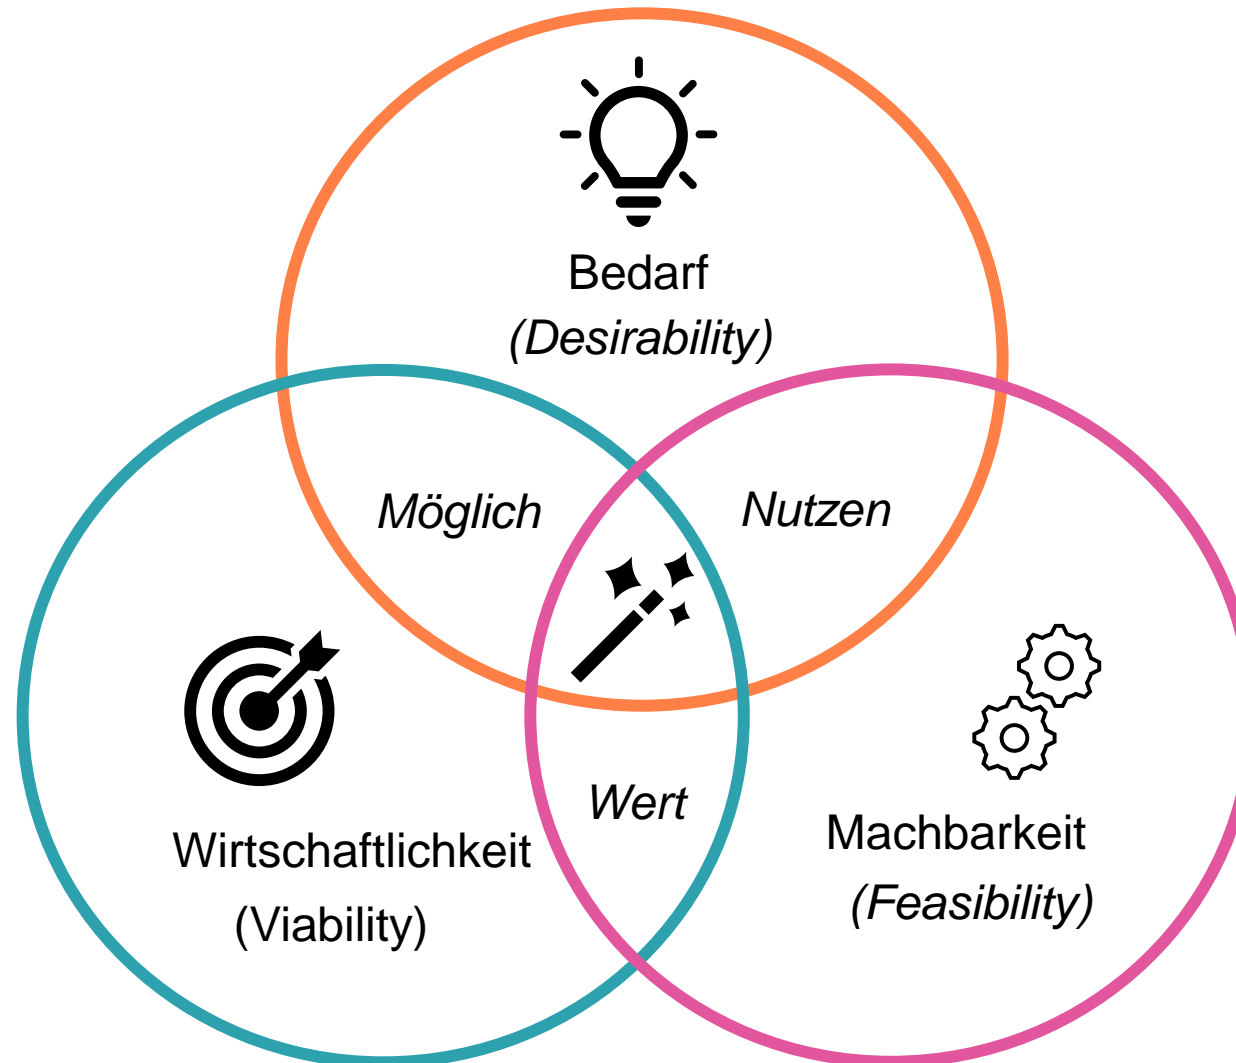 Bedarf
(Desirability)
Möglich
Nutzen
Wert
Wirtschaftlichkeit
(Viability)
Machbarkeit
(Feasibility)